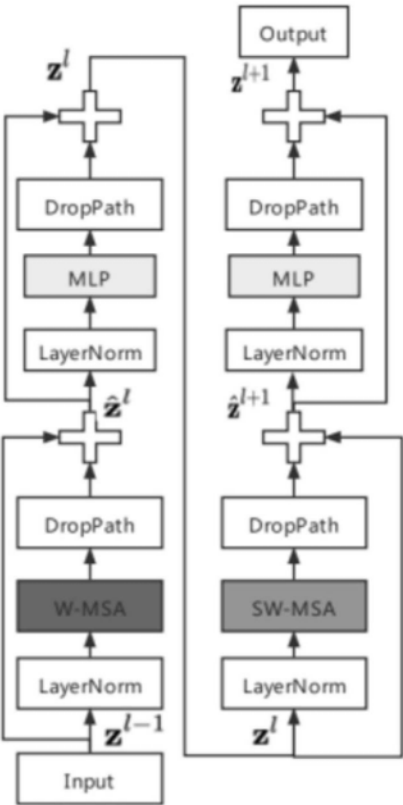 Output
z^l
z^{l+1}
DropPath
DropPath
MLP
MLP
LayerNorm
LayerNorm
ẑ^l
ẑ^{l+1}
DropPath
DropPath
W-MSA
SW-MSA
LayerNorm
LayerNorm
z^{l-1}
z^l
Input